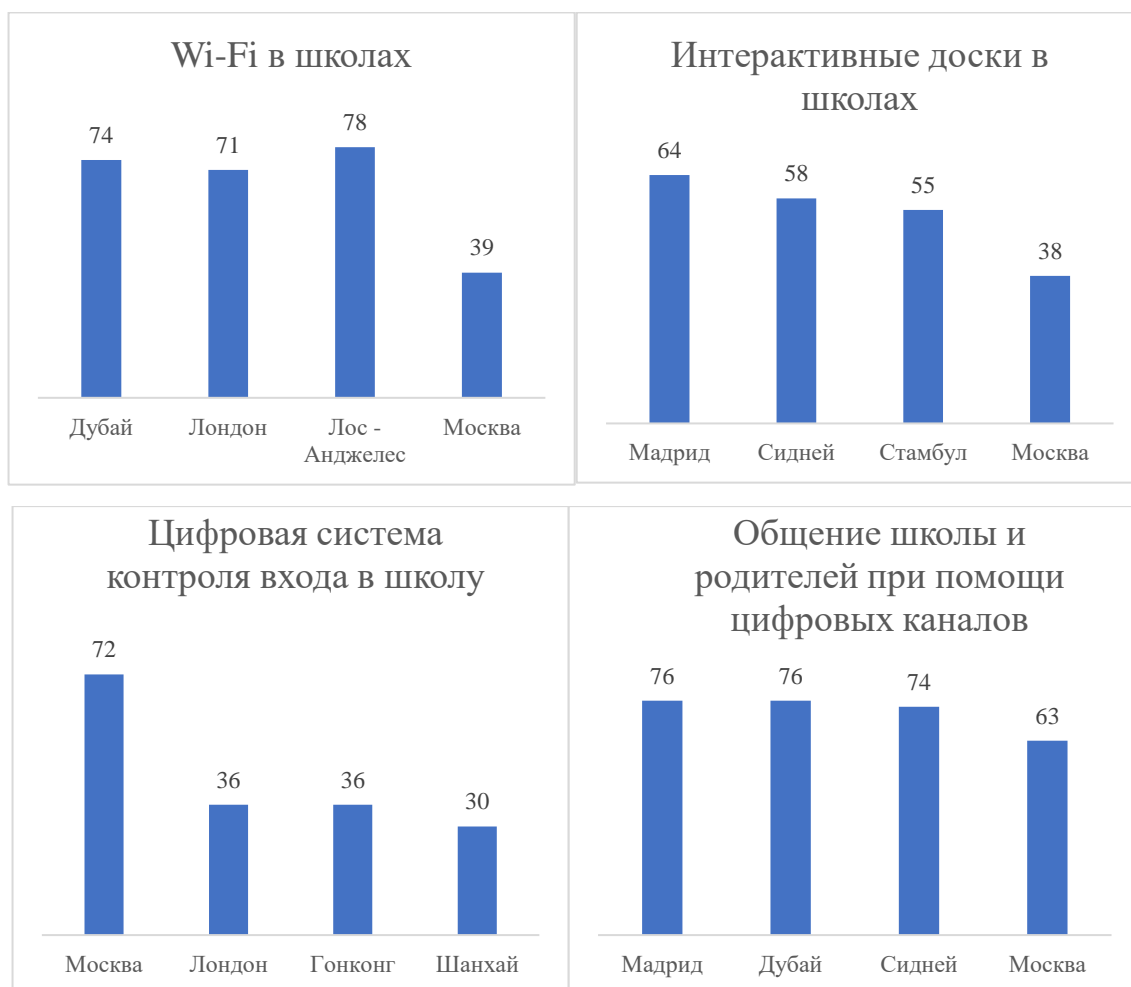 Wi-Fi в школах
74
71
78
39
Дубай
Лондон
Лос -
Анджелес
Москва
Интерактивные доски в
школах
64
58
55
38
Мадрид
Сидней
Стамбул
Москва
Цифровая система
контроля входа в школу
72
36
36
30
Москва
Лондон
Гонконг
Шанхай
Общение школы и
родителей при помощи
цифровых каналов
76
76
74
63
Мадрид
Дубай
Сидней
Москва